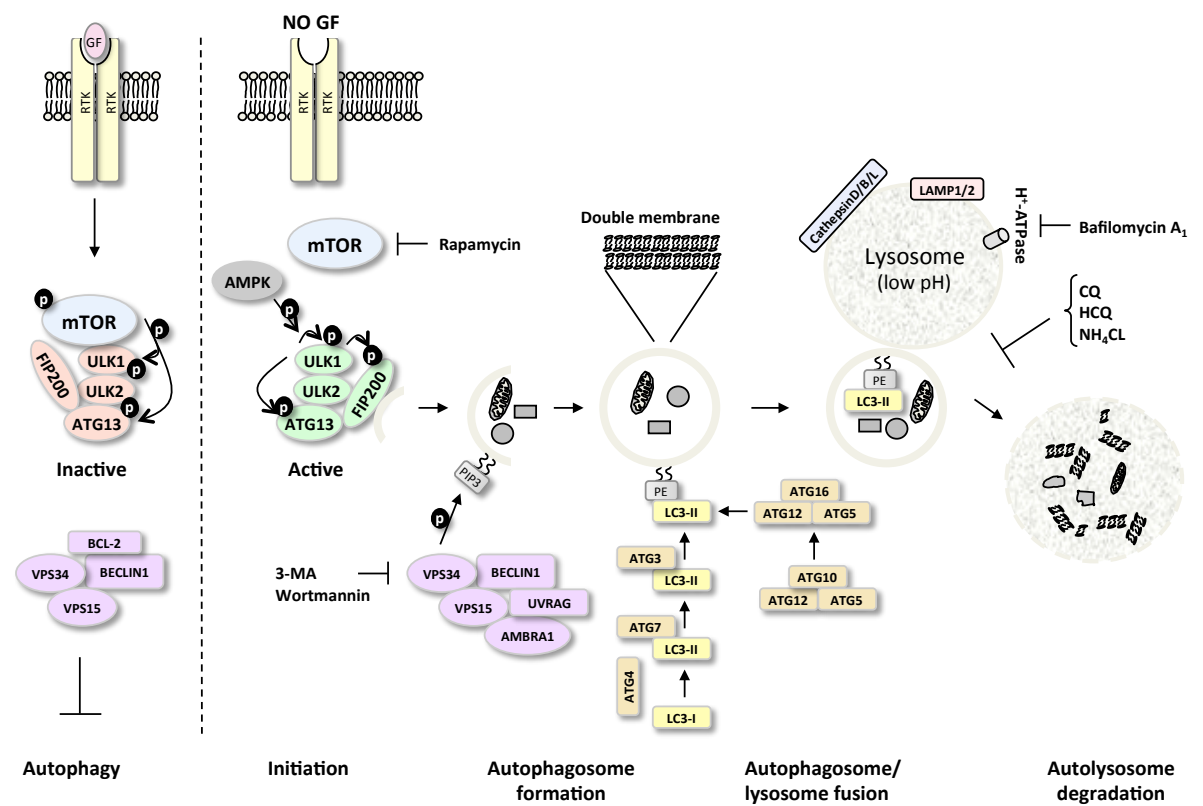 GF
RTK
RTK
p
mTOR
p
FIP200
ULK1
p
ULK2
p
ATG13
Inactive
BCL-2
VPS34
BECLIN1
VPS15
Autophagy
NO GF
RTK
RTK
mTOR
Rapamycin
AMPK
p
p
p
ULK1
ULK2
FIP200
p
ATG13
Active
Initiation
PIP3
p
3-MA
Wortmannin
VPS34
BECLIN1
VPS15
UVRAG
AMBRA1
Autophagosome
formation
Double membrane
PE
LC3-II
ATG3
LC3-II
ATG7
LC3-II
ATG4
LC3-I
ATG16
ATG12
ATG5
ATG10
ATG12
ATG5
Autophagosome/
lysosome fusion
CathepsinD/B/L
LAMP1/2
H⁺-ATPase
Bafilomycin A₁
Lysosome
(low pH)
CQ
HCQ
NH₄CL
PE
LC3-II
Autolysosome
degradation